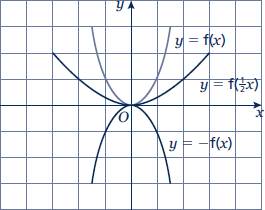 y
y = f(x)
y = f(½x)
x
O
y = −f(x)